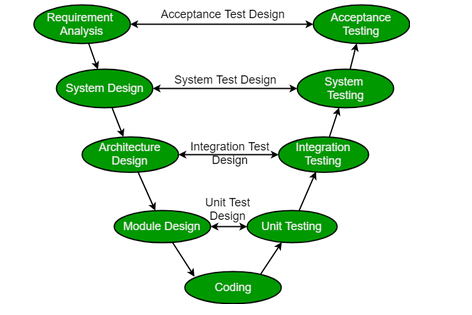 Requirement
Analysis
Acceptance Test Design
Acceptance
Testing
System Design
System Test Design
System
Testing
Architecture
Design
Integration Test
Design
Integration
Testing
Module Design
Unit Test
Design
Unit Testing
Coding